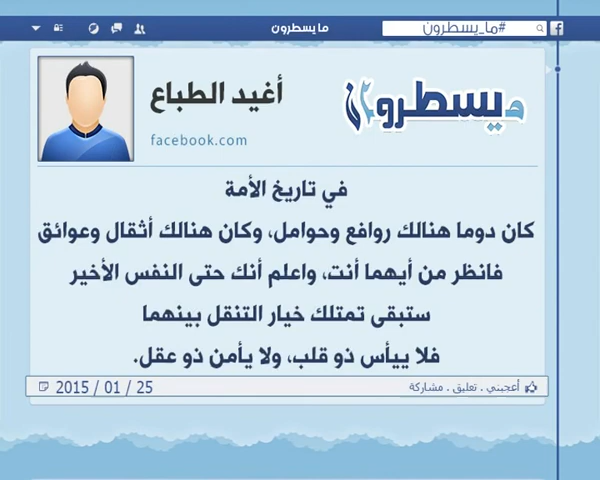 ما يسطرون
#ما_يسطرون
أغيد الطباع
ما يسطرون
facebook.com
في تاريخ الأمة
كان دوما هنالك روافع وحوامل، وكان هنالك أثقال وعوائق
فانظر من أيهما أنت، واعلم أنك حتى النفس الأخير
ستبقى تمتلك خيار التنقل بينهما
فلا ييأس ذو قلب، ولا يأمن ذو عقل.
أعجبني . تعليق . مشاركة
2015 / 01 / 25